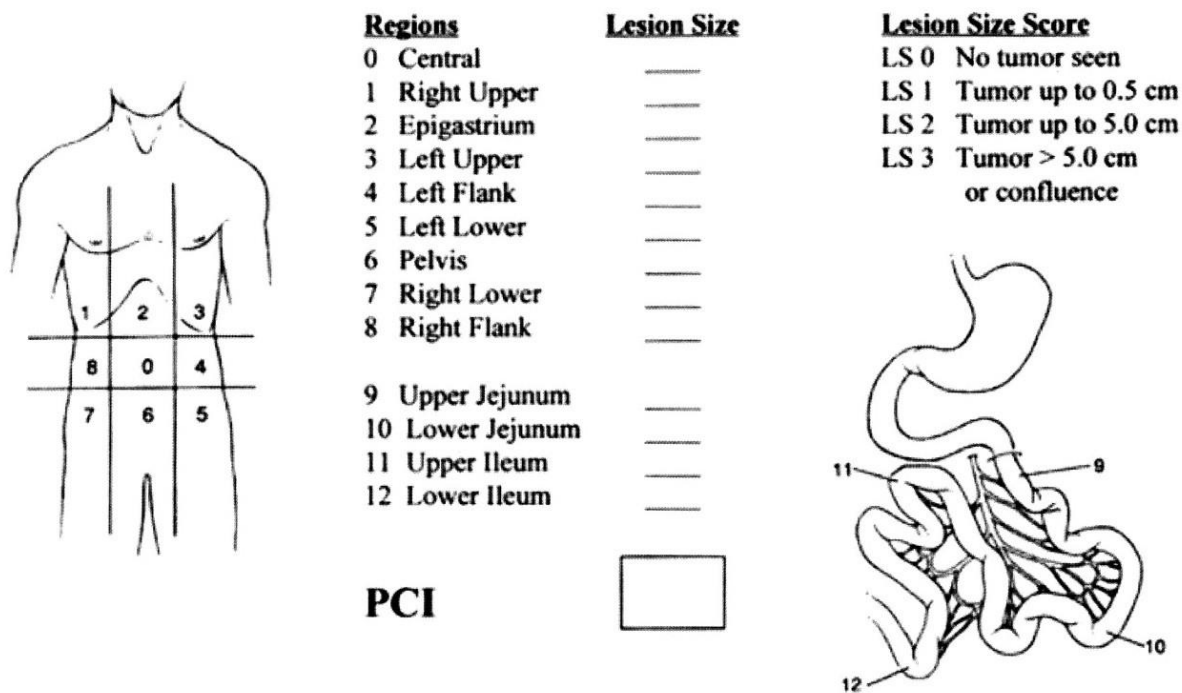 Regions
0 Central
1 Right Upper
2 Epigastrium
3 Left Upper
4 Left Flank
5 Left Lower
6 Pelvis
7 Right Lower
8 Right Flank
9 Upper Jejunum
10 Lower Jejunum
11 Upper Ileum
12 Lower Ileum
PCI
Lesion Size
Lesion Size Score
LS 0 No tumor seen
LS 1 Tumor up to 0.5 cm
LS 2 Tumor up to 5.0 cm
LS 3 Tumor > 5.0 cm
or confluence
1 2 3
8 0 4
7 6 5
11
9
10
12